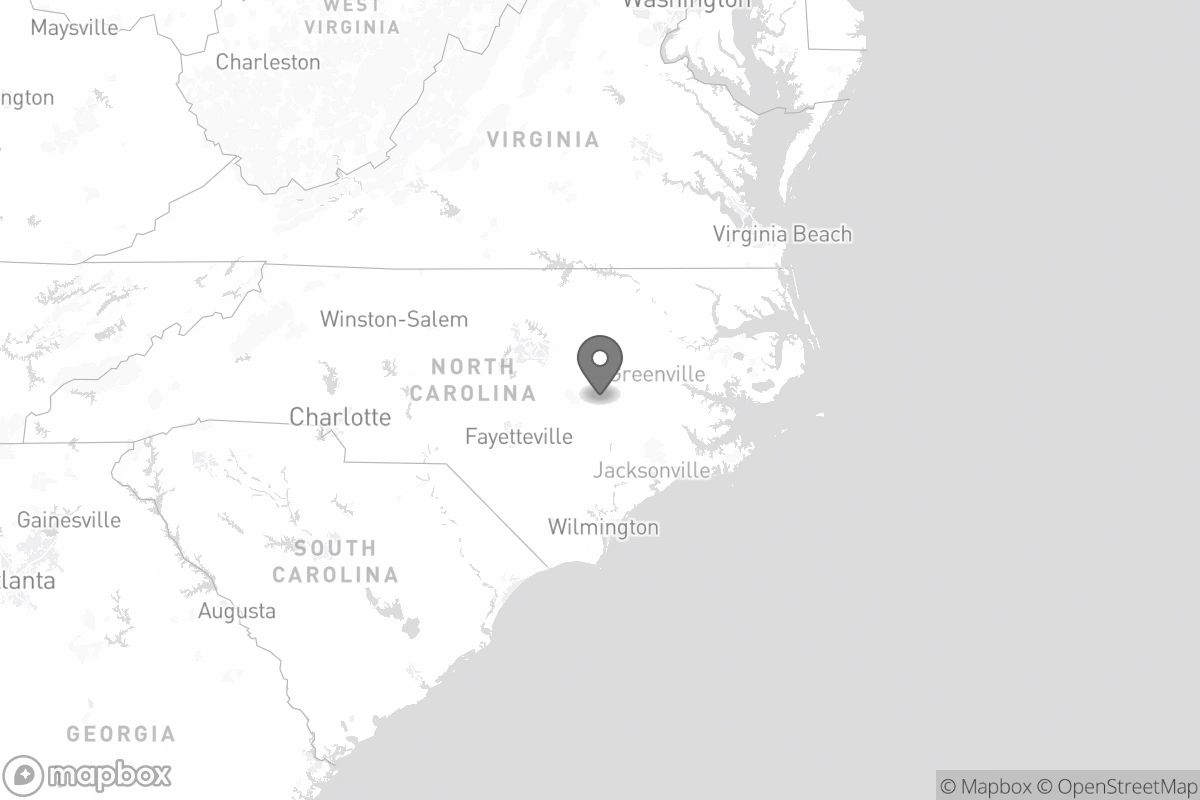 Washington
WEST
VIRGINIA
Maysville
Charleston
ngton
VIRGINIA
Virginia Beach
Winston-Salem
NORTH
CAROLINA
Greenville
Charlotte
Fayetteville
Jacksonville
Gainesville
Wilmington
SOUTH
CAROLINA
tlanta
Augusta
GEORGIA
mapbox
© Mapbox © OpenStreetMap